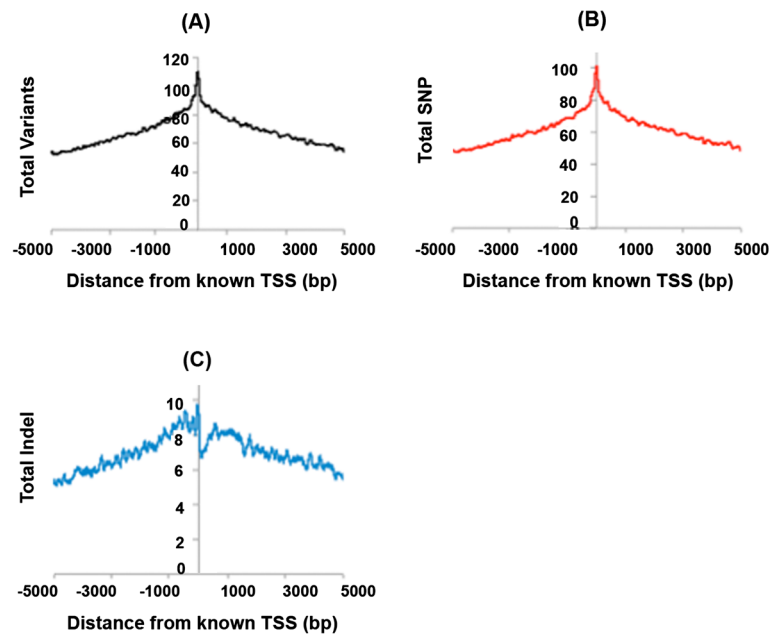 (A)
Total Variants
120
100
80
60
40
20
0
-5000 -3000 -1000 1000 3000 5000
Distance from known TSS (bp)
(B)
Total SNP
100
80
60
40
20
0
-5000 -3000 -1000 1000 3000 5000
Distance from known TSS (bp)
(C)
Total Indel
10
8
6
4
2
0
-5000 -3000 -1000 1000 3000 5000
Distance from known TSS (bp)